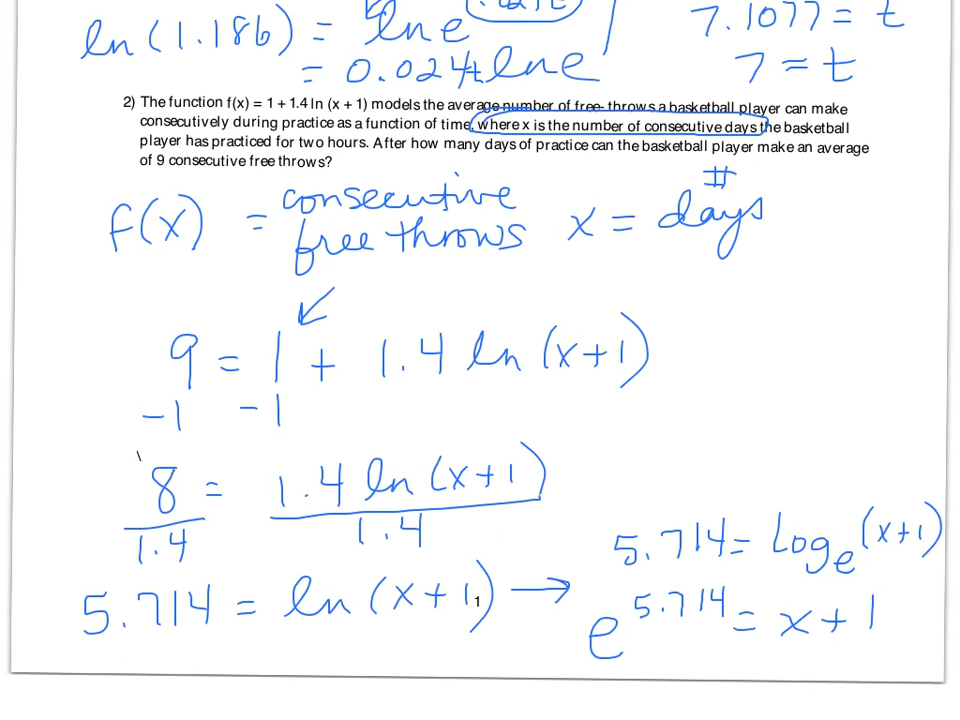 ln(1.186) = ln e
7.1077 = t
= 0.024t ln e
7 = t
2) The function f(x) = 1 + 1.4 ln (x + 1) models the average number of free- throws a basketball player can make
consecutively during practice as a function of time, where x is the number of consecutive days the basketball
player has practiced for two hours. After how many days of practice can the basketball player make an average
of 9 consecutive free throws?
f(x) = consecutive
free throws
x = # days
9 = 1 + 1.4 ln (x+1)
-1 -1
8 = 1.4 ln (x+1)
1.4 1.4
5.714 = ln (x+1) →
5.714 = Log e (x+1)
e 5.714 = x+1